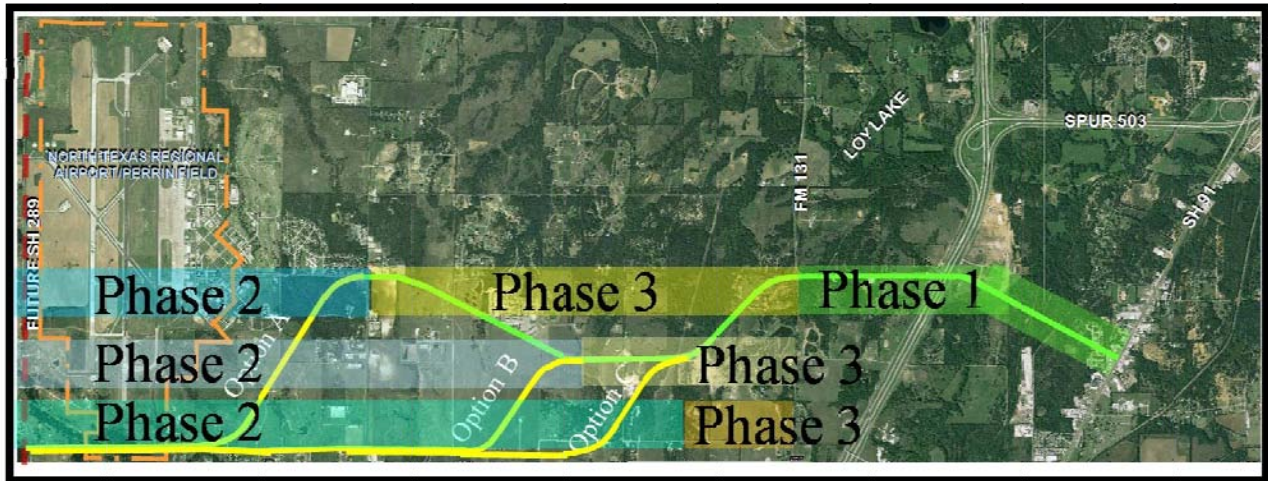 SPUR 503
LOY LAKE
FM 131
SH 91
NORTH TEXAS REGIONAL
AIRPORT/PERRIN FIELD
FUTURE SH 289
Phase 2
Phase 3
Phase 1
Option A
Phase 2
Option B
Option C
Phase 3
Phase 2
Phase 3